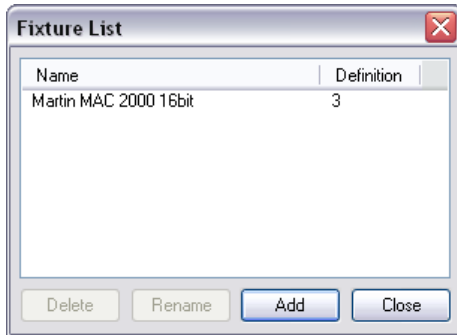 Fixture List
Name Definition
Martin MAC 2000 16bit 3
Delete Rename Add Close